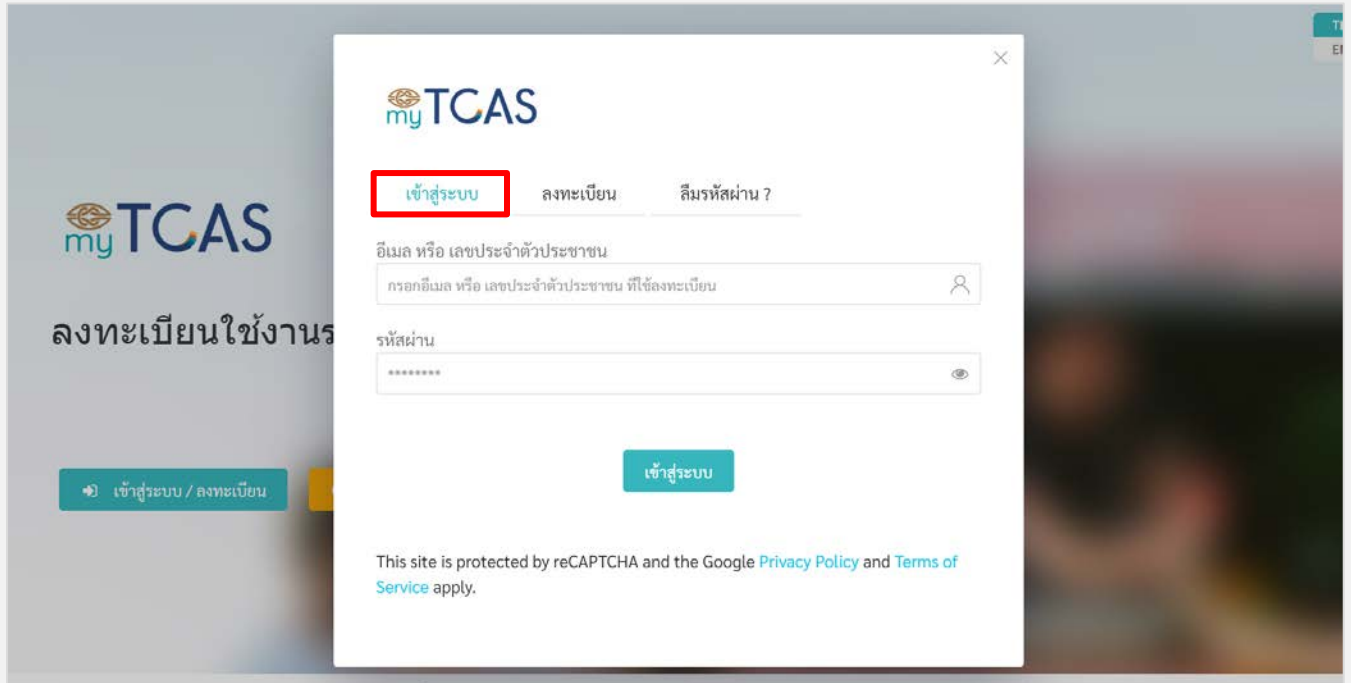 TH
EN
my TCAS
เข้าสู่ระบบ ลงทะเบียน ลืมรหัสผ่าน ?
อีเมล หรือ เลขประจำตัวประชาชน
กรอกอีเมล หรือ เลขประจำตัวประชาชน ที่ใช้ลงทะเบียน
รหัสผ่าน
********
เข้าสู่ระบบ
This site is protected by reCAPTCHA and the Google Privacy Policy and Terms of
Service apply.
my TCAS
ลงทะเบียนใช้งาน
เข้าสู่ระบบ / ลงทะเบียน